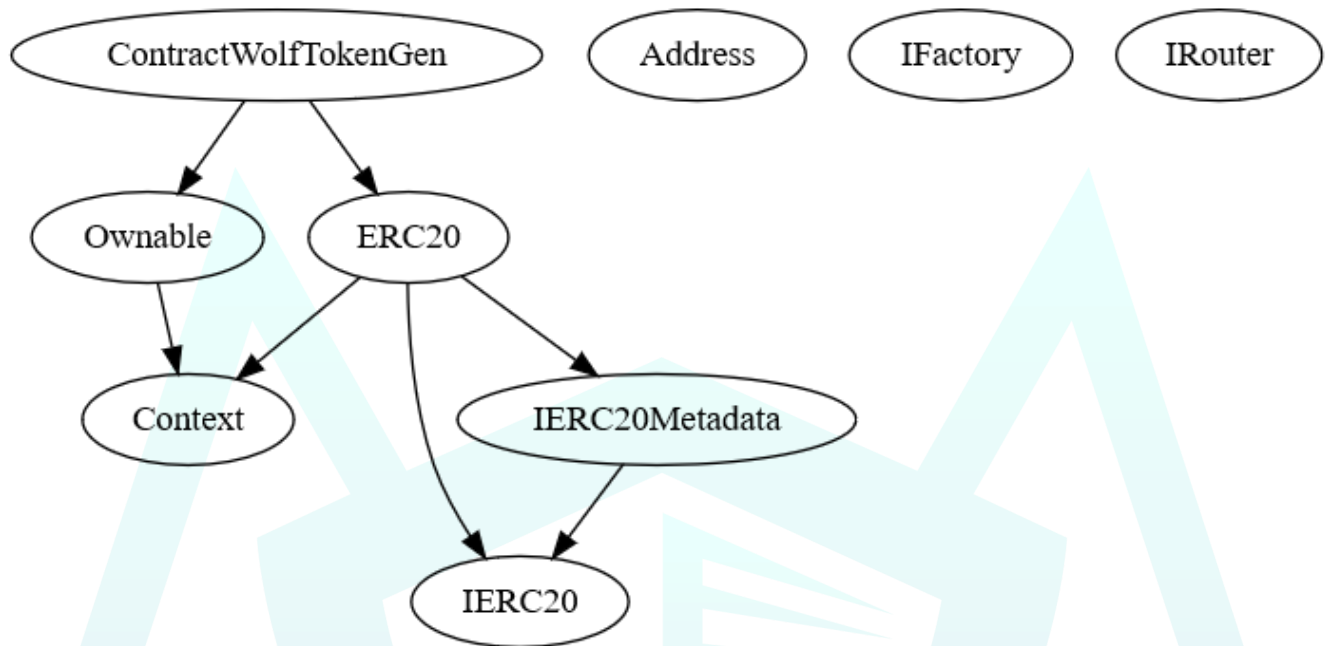 ContractWolfTokenGen
Address
IFactory
IRouter
Ownable
ERC20
Context
IERC20Metadata
IERC20